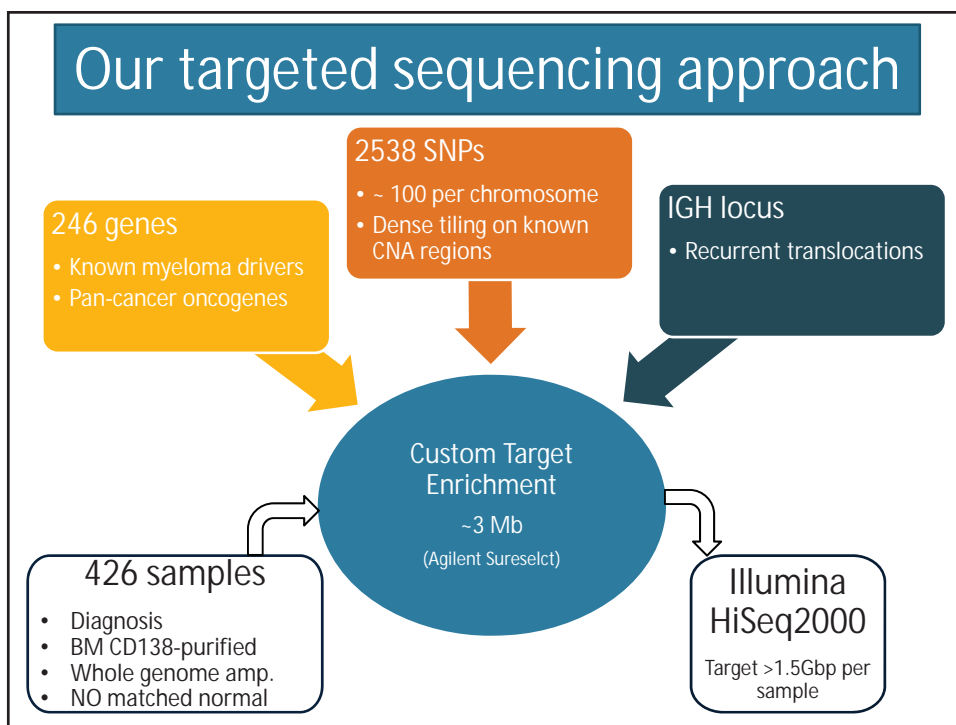 Our targeted sequencing approach
2538 SNPs
• ~ 100 per chromosome
• Dense tiling on known
CNA regions
246 genes
• Known myeloma drivers
• Pan-cancer oncogenes
IGH locus
• Recurrent translocations
Custom Target
Enrichment
~3 Mb
(Agilent Sureselct)
426 samples
• Diagnosis
• BM CD138-purified
• Whole genome amp.
• NO matched normal
Illumina
HiSeq2000
Target >1.5Gbp per
sample